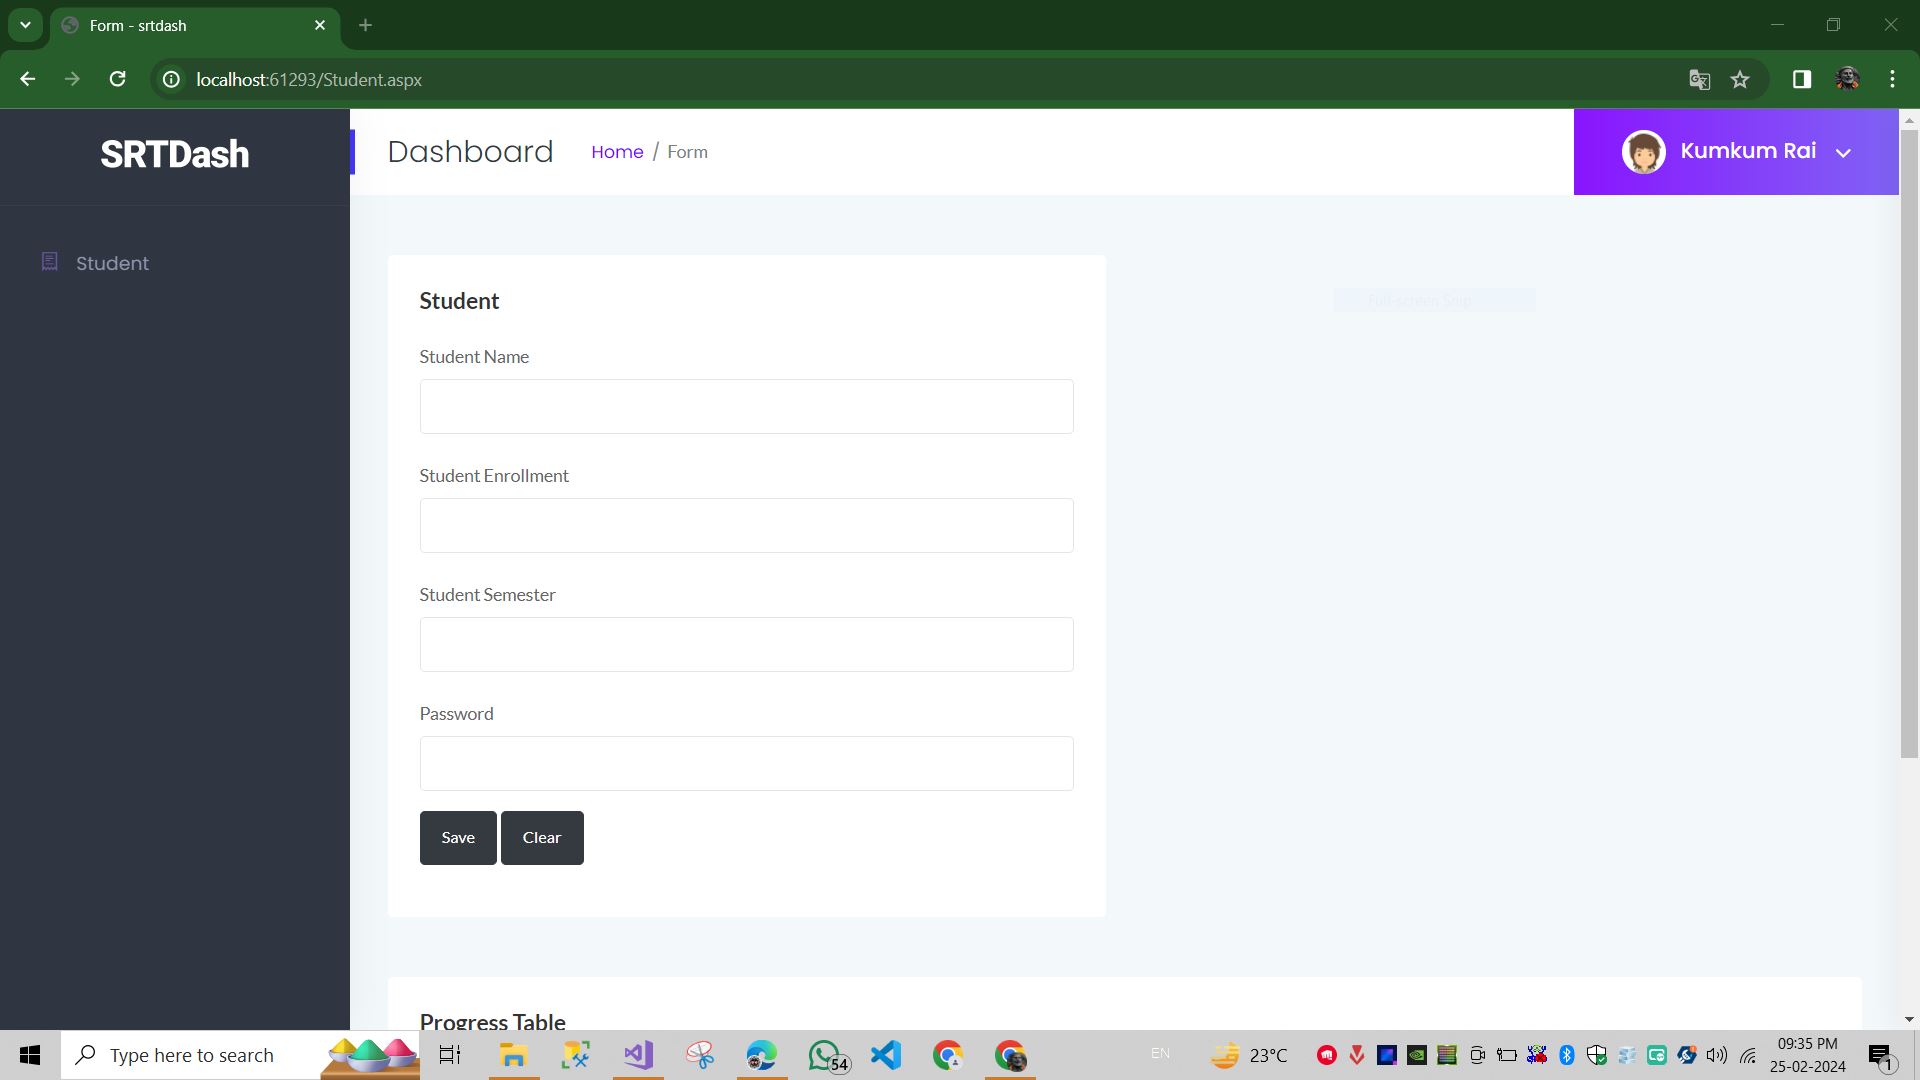 Form - srtdash
localhost:61293/Student.aspx
SRTDash
Dashboard
Home / Form
Kumkum Rai
Student
Student
Full-screen Snip
Student Name
Student Enrollment
Student Semester
Password
Save
Clear
Progress Table
Type here to search
54
EN
23°C
09:35 PM
25-02-2024
1